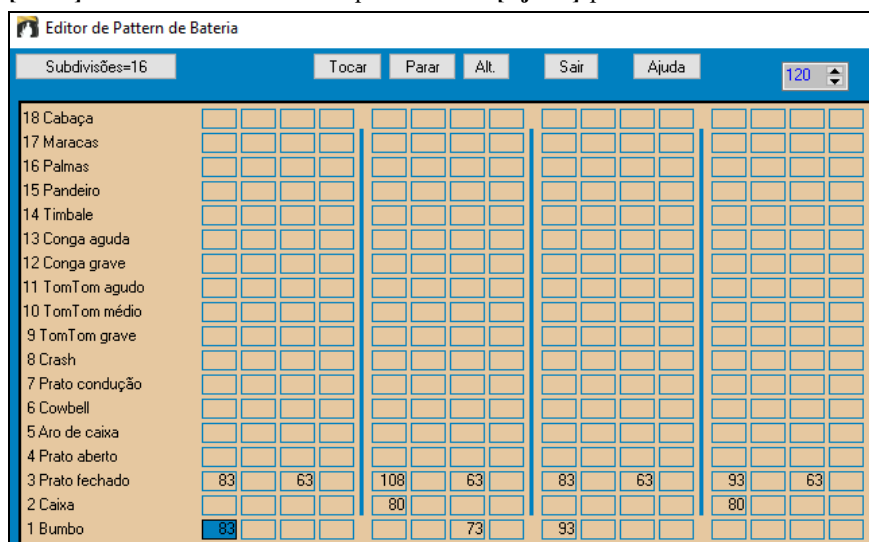 Editor de Pattern de Bateria
Subdivisões=16 Tocar Parar Alt. Sair Ajuda 120
18 Cabaça
17 Maracas
16 Palmas
15 Pandeiro
14 Timbale
13 Conga aguda
12 Conga grave
11 TomTom agudo
10 TomTom médio
9 TomTom grave
8 Crash
7 Prato condução
6 Cowbell
5 Aro de caixa
4 Prato aberto
3 Prato fechado 83 63 108 63 83 63 93 63
2 Caixa 80 80
1 Bumbo 83 73 93